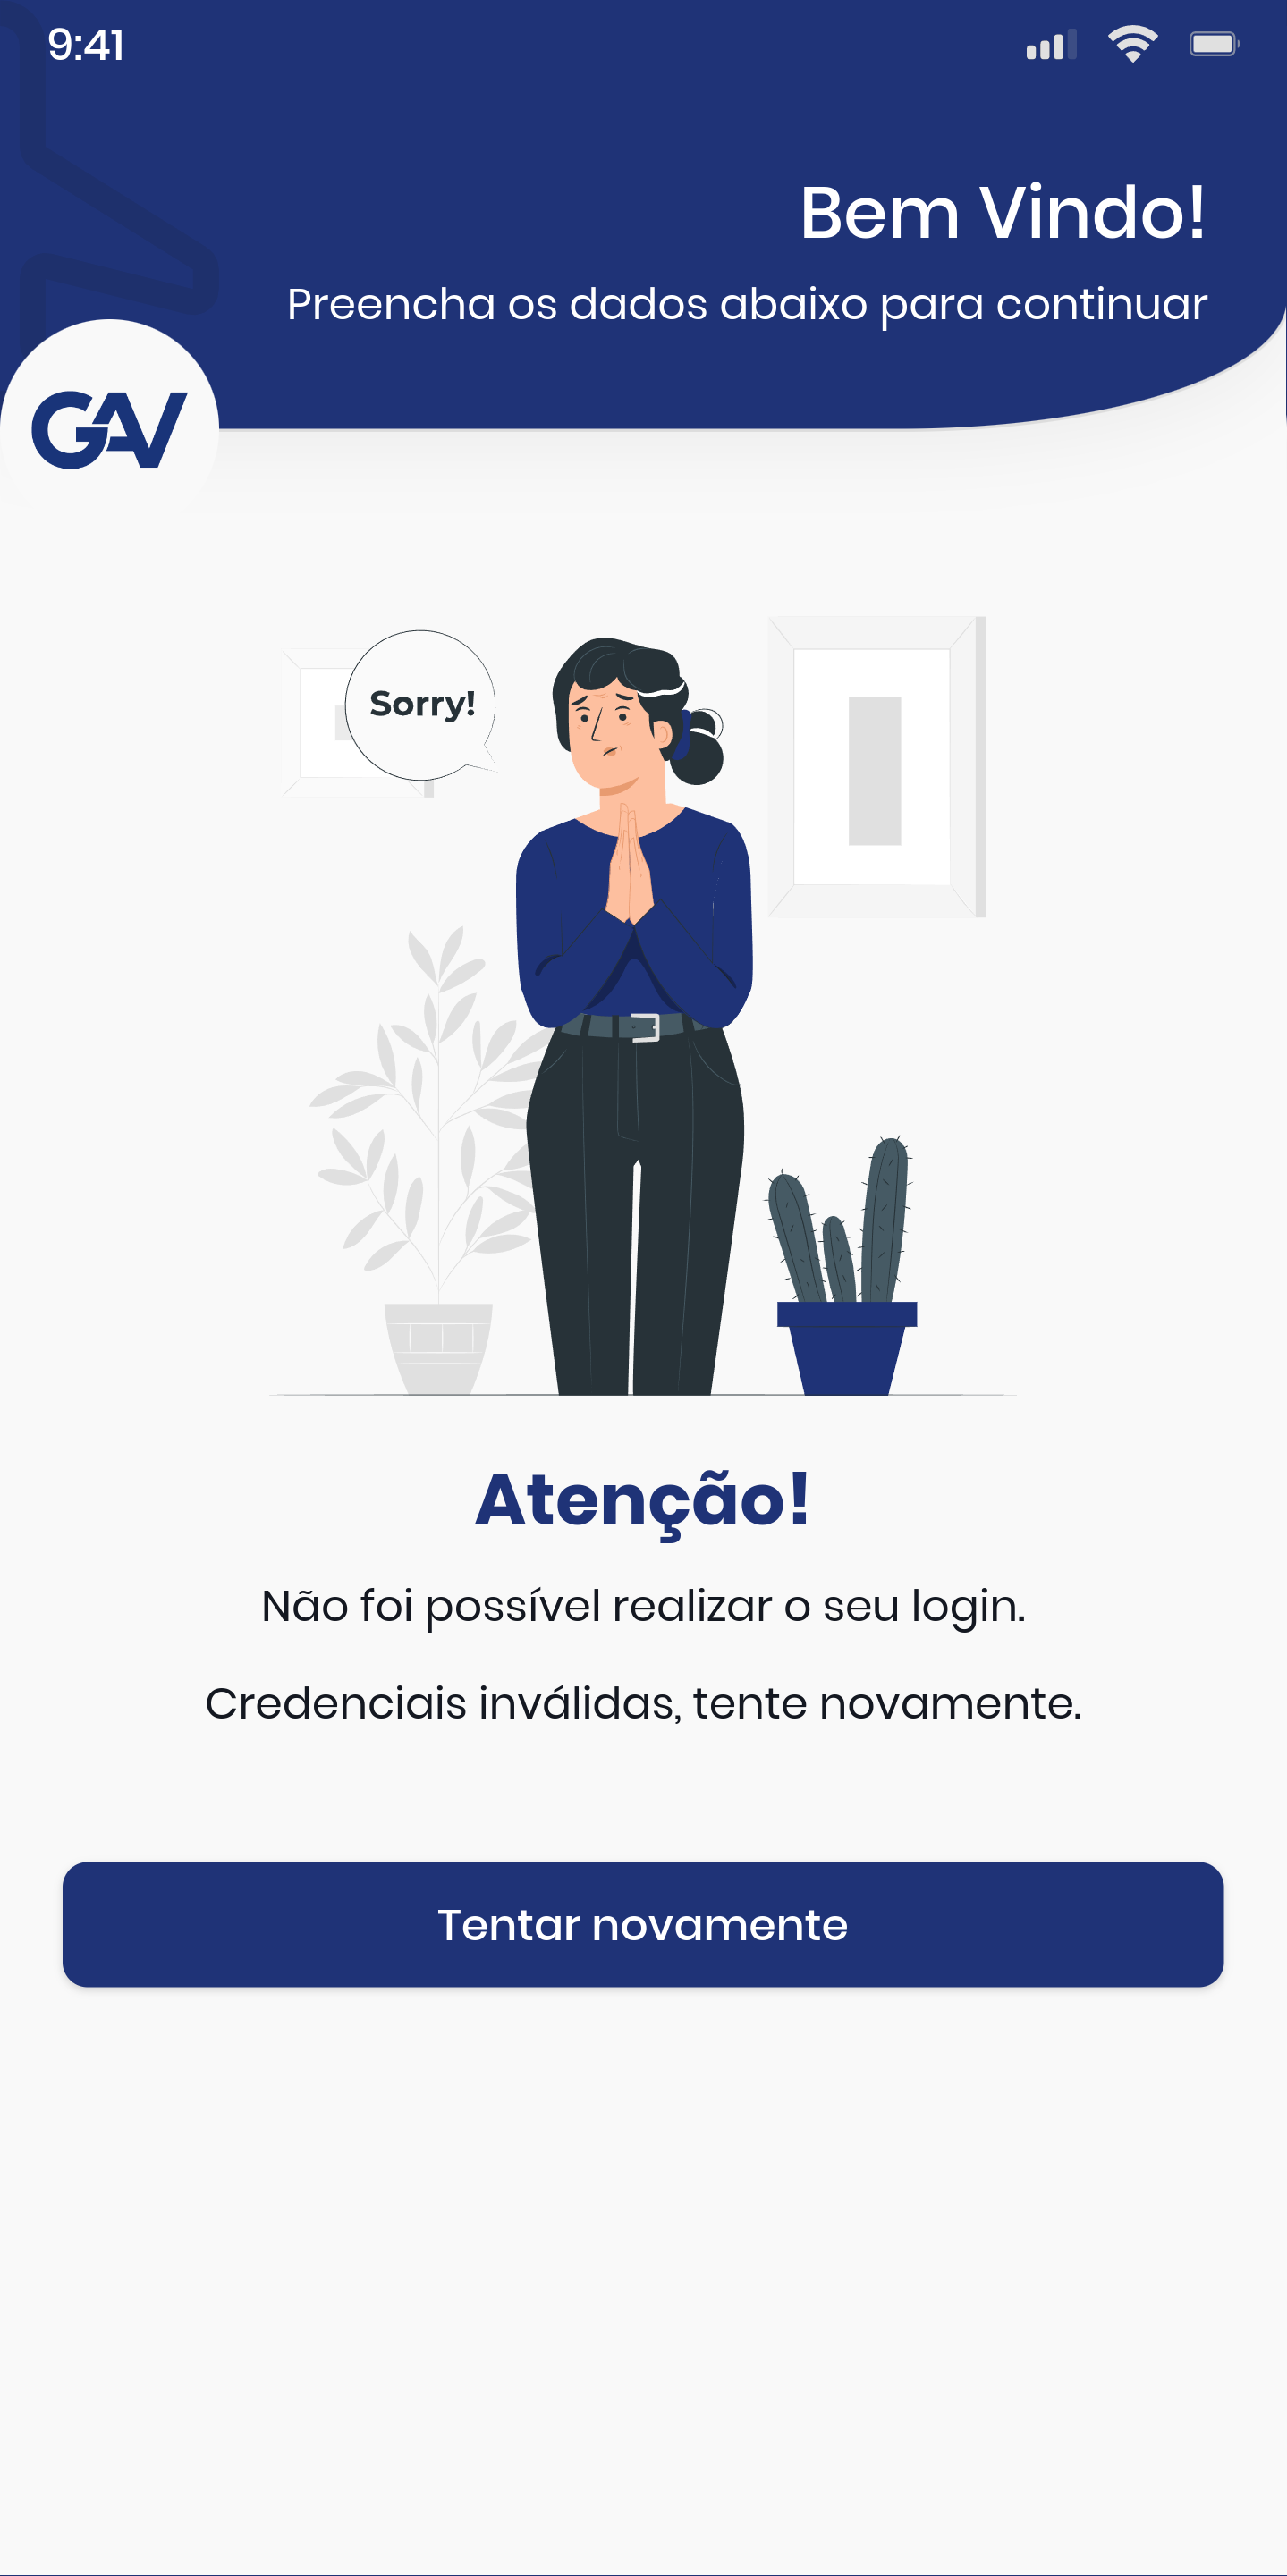 9:41
Bem Vindo!
Preencha os dados abaixo para continuar
GAV
Sorry!
Atenção!
Não foi possível realizar o seu login.
Credenciais inválidas, tente novamente.
Tentar novamente